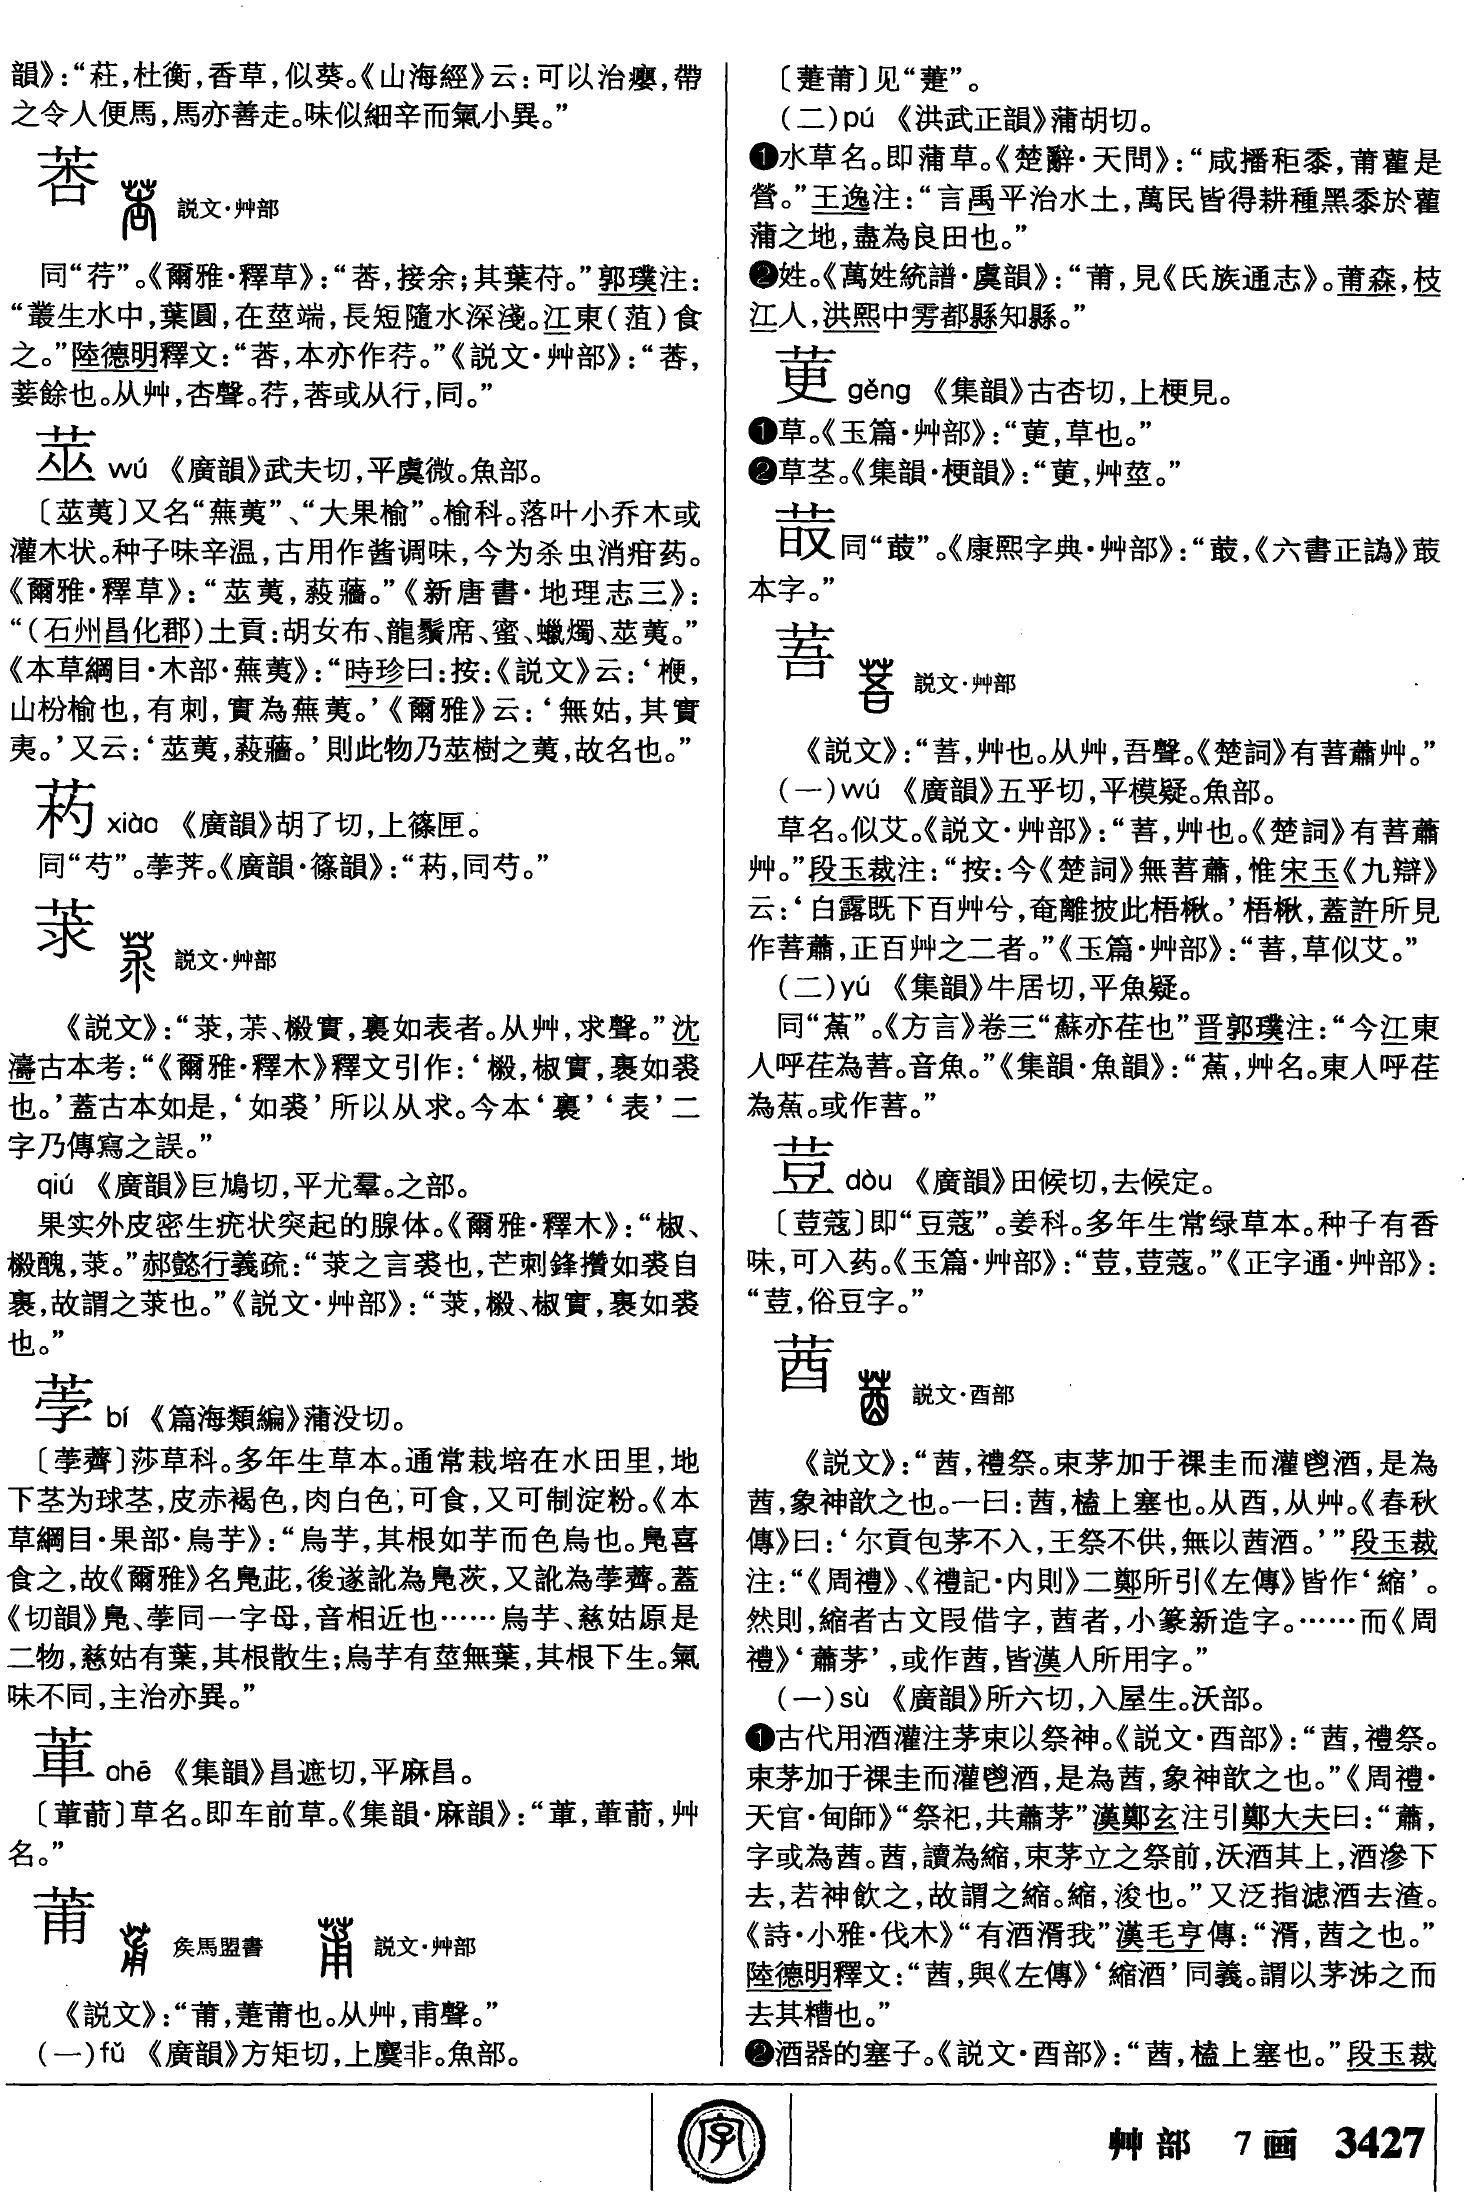 韻》：“莊，杜衡，香草，似葵。《山海經》云：可以治癭，帶
之令人便馬，馬亦善走。味似細辛而氣小異。”
莕 説文·艸部
同“荇”。《爾雅·釋草》：“莕，接余；其葉苻。”郭璞注：
“叢生水中，葉圓，在莖端，長短隨水深淺。江東(菹)食
之。”陸德明釋文：“莕，本亦作荇。”《説文·艸部》：“莕，
菨餘也。从艸，杏聲。荇，莕或从行，同。”
莁 wú 《廣韻》武夫切，平虞微。魚部。
〔莁荑〕又名“蕪荑”、“大果榆”。榆科。落叶小乔木或
灌木状。种子味辛温，古用作酱调味，今为杀虫消疳药。
《爾雅·釋草》：“莁荑，蔱蘠。”《新唐書·地理志三》：
“(石州昌化郡)土貢：胡女布、龍鬚席、蜜、蠟燭、莁荑。”
《本草綱目·木部·蕪荑》：“時珍曰：按：《説文》云：‘梗，
山枌榆也，有刺，實為蕪荑。’《爾雅》云：‘無姑，其實
夷。’又云：‘莁荑，蔱蘠。’則此物乃莁樹之荑，故名也。”
菂 xiào 《廣韻》胡了切，上篠匣。
同“芍”。荸荠。《廣韻·篠韻》：“䒵，同芍。”
莍 説文·艸部
《説文》：“莍，茮、樧實，裏如表者。从艸，求聲。”沈
濤古本考：“《爾雅·釋木》釋文引作：‘樧，椒實，裹如裘
也。’蓋古本如是，‘如裘’所以从求。今本‘裏’‘表’二
字乃傳寫之誤。”
qiú 《廣韻》巨鳩切，平尤羣。之部。
果实外皮密生疣状突起的腺体。《爾雅·釋木》：“椒、
樧醜，莍。”郝懿行義疏：“莍之言裘也，芒刺鋒攢如裘自
裹，故謂之莍也。”《説文·艸部》：“莍，樧、椒實，裹如裘
也。”
荸 bí 《篇海類編》蒲没切。
〔荸薺〕莎草科。多年生草本。通常栽培在水田里，地
下茎为球茎，皮赤褐色，肉白色，可食，又可制淀粉。《本
草綱目·果部·烏芋》：“烏芋，其根如芋而色烏也。鳧喜
食之，故《爾雅》名鳧茈，後遂訛為鳧茨，又訛為荸薺。蓋
《切韻》鳧、荸同一字母，音相近也……烏芋、慈姑原是
二物，慈姑有葉，其根散生；烏芋有莖無葉，其根下生。氣
味不同，主治亦異。”
莗 chē 《集韻》昌遮切，平麻昌。
〔莗葥〕草名。即车前草。《集韻·麻韻》：“莗，莗葥，艸
名。”
莆 矦馬盟書 説文·艸部
《説文》：“莆，萐莆也。从艸，甫聲。”
(一)fǔ 《廣韻》方矩切，上麌非。魚部。
〔萐莆〕见“萐”。
(二)pú 《洪武正韻》蒲胡切。
❶水草名。即蒲草。《楚辭·天問》：“咸播秬黍，莆雚是
營。”王逸注：“言禹平治水土，萬民皆得耕種黑黍於雚
蒲之地，盡為良田也。”
❷姓。《萬姓統譜·虞韻》：“莆，見《氏族通志》。莆森，枝
江人，洪熙中雩都縣知縣。”
莄 gěng 《集韻》古杏切，上梗見。
❶草。《玉篇·艸部》：“莄，草也。”
❷草茎。《集韻·梗韻》：“莄，艸莖。”
同“葮”。《康熙字典·艸部》：“葮，《六書正譌》葮
本字。”
莟 説文·艸部
《説文》：“䓊，艸也。从艸，吾聲。《楚詞》有䓊蕭艸。”
(一)wú 《廣韻》五乎切，平模疑。魚部。
草名。似艾。《説文·艸部》：“䓊，艸也。《楚詞》有䓊蕭
艸。”段玉裁注：“按：今《楚詞》無䓊蕭，惟宋玉《九辯》
云：‘白露既下百艸兮，奄離披此梧楸。’梧楸，蓋許所見
作䓊蕭，正百艸之二者。”《玉篇·艸部》：“䓊，草似艾。”
(二)yú 《集韻》牛居切，平魚疑。
同“䔡”。《方言》卷三“蘇亦荏也”晋郭璞注：“今江東
人呼荏為䓊。音魚。”《集韻·魚韻》：“䔡，艸名。東人呼荏
為䔡。或作䓊。”
荳 dòu 《廣韻》田候切，去候定。
〔荳蔻〕即“豆蔻”。姜科。多年生常绿草本。种子有香
味，可入药。《玉篇·艸部》：“荳，荳蔻。”《正字通·艸部》：
“荳，俗豆字。”
莤 説文·酉部
《説文》：“莤，禮祭。束茅加于祼圭而灌鬯酒，是為
莤，象神歆之也。一曰：莤，榼上塞也。从酉，从艸。《春秋
傳》曰：‘尔貢包茅不入，王祭不供，無以莤酒。’”段玉裁
注：“《周禮》、《禮記·内則》二鄭所引《左傳》皆作‘縮’。
然則，縮者古文叚借字，莤者，小篆新造字。……而《周
禮》‘蕭茅’，或作莤，皆漢人所用字。”
(一)sù 《廣韻》所六切，入屋生。沃部。
❶古代用酒灌注茅束以祭神。《説文·酉部》：“莤，禮祭。
束茅加于祼圭而灌鬯酒，是為莤，象神歆之也。”《周禮·
天官·甸師》“祭祀，共蕭茅”漢鄭玄注引鄭大夫曰：“蕭，
字或為莤。莤，讀為縮，束茅立之祭前，沃酒其上，酒滲下
去，若神飲之，故謂之縮。縮，浚也。”又泛指滤酒去渣。
《詩·小雅·伐木》“有酒湑我”漢毛亨傳：“湑，莤之也。”
陸德明釋文：“莤，與《左傳》‘縮酒’同義。謂以茅泲之而
去其糟也。”
❷酒器的塞子。《説文·酉部》：“莤，榼上塞也。”段玉裁
字
艸部 7画 3427